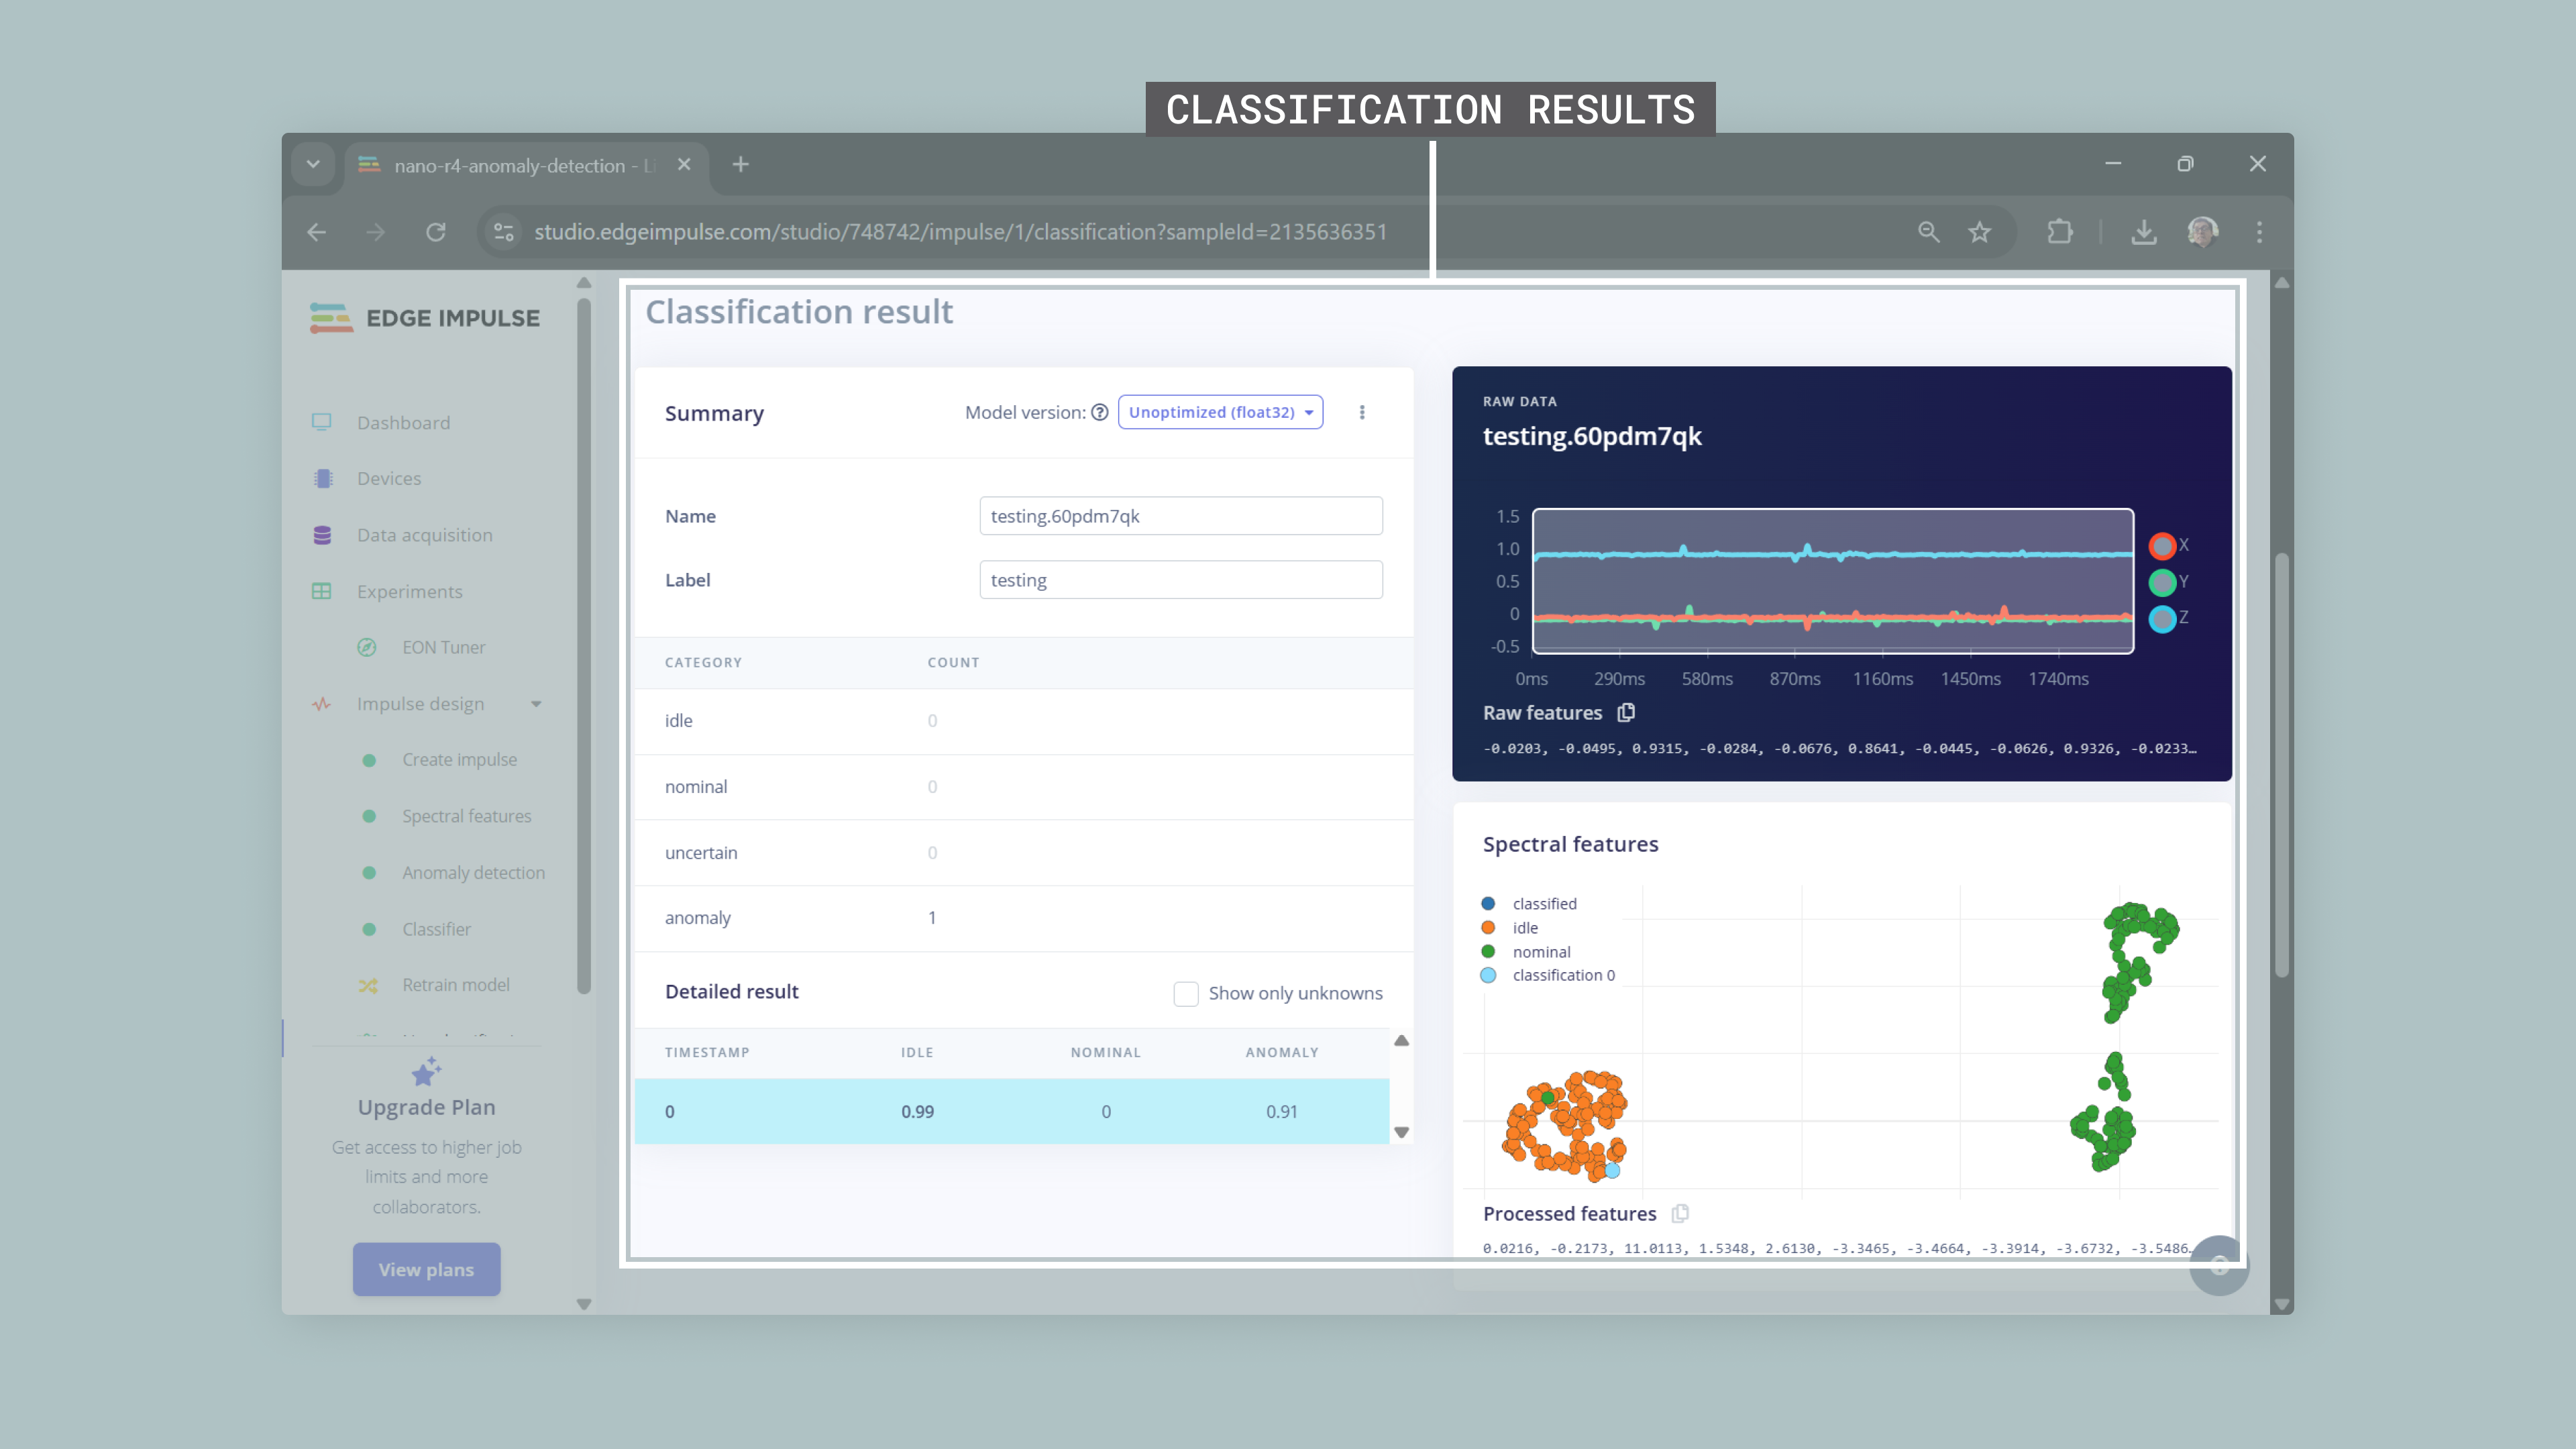 CLASSIFICATION RESULTS
nano-r4-anomaly-detection - Li
studio.edgeimpulse.com/studio/748742/impulse/1/classification?sampleId=2135636351
EDGE IMPULSE
Dashboard
Devices
Data acquisition
Experiments
EON Tuner
Impulse design
Create impulse
Spectral features
Anomaly detection
Classifier
Retrain model
Upgrade Plan
Get access to higher job
limits and more
collaborators.
View plans
Classification result
Summary
Model version: ? Unoptimized (float32)
Name testing.60pdm7qk
Label testing
CATEGORY COUNT
idle 0
nominal 0
uncertain 0
anomaly 1
Detailed result Show only unknowns
TIMESTAMP IDLE NOMINAL ANOMALY
0 0.99 0 0.91
RAW DATA
testing.60pdm7qk
1.5
1.0
0.5
0
-0.5
0ms 290ms 580ms 870ms 1160ms 1450ms 1740ms
X
Y
Z
Raw features
-0.0203, -0.0495, 0.9315, -0.0284, -0.0676, 0.8641, -0.0445, -0.0626, 0.9326, -0.0233…
Spectral features
classified
idle
nominal
classification 0
Processed features
0.0216, -0.2173, 11.0113, 1.5348, 2.6130, -3.3465, -3.4664, -3.3914, -3.6732, -3.5486…